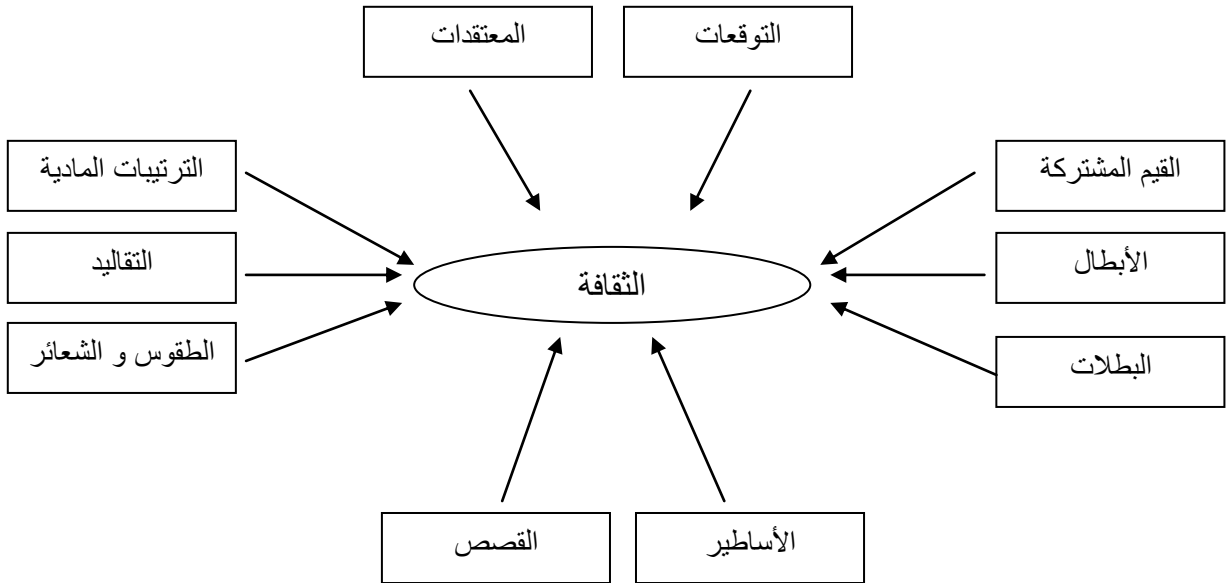 التوقعات
المعتقدات
القيم المشتركة
الترتيبات المادية
الأبطال
التقاليد
الثقافة
البطلات
الطقوس و الشعائر
الأساطير
القصص